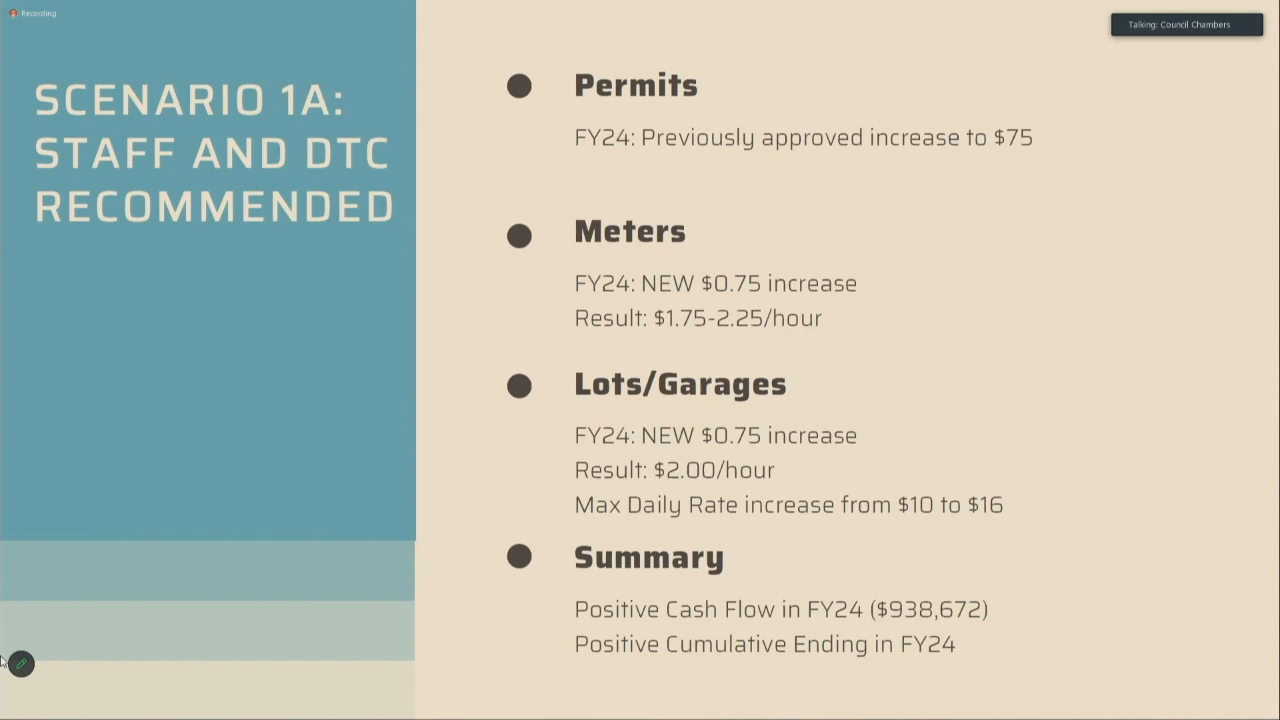 Recording
Talking: Council Chambers
SCENARIO 1A:
STAFF AND DTC
RECOMMENDED
Permits
FY24: Previously approved increase to $75
Meters
FY24: NEW $0.75 increase
Result: $1.75-2.25/hour
Lots/Garages
FY24: NEW $0.75 increase
Result: $2.00/hour
Max Daily Rate increase from $10 to $16
Summary
Positive Cash Flow in FY24 ($938,672)
Positive Cumulative Ending in FY24